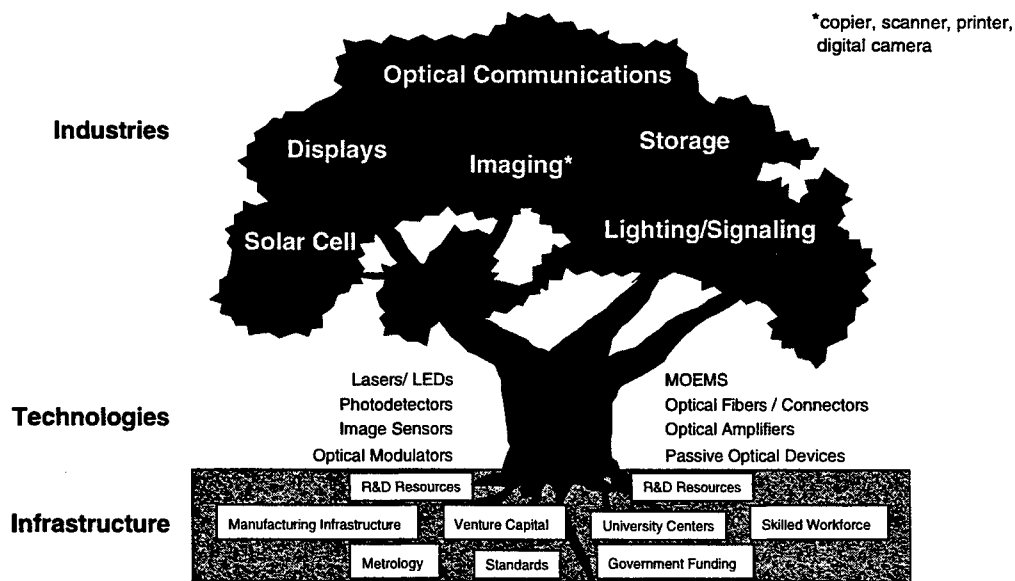 *copier, scanner, printer,
digital camera
Optical Communications
Industries
Displays
Imaging*
Storage
Solar Cell
Lighting/Signaling
Technologies
Lasers/ LEDs
Photodetectors
Image Sensors
Optical Modulators
MOEMS
Optical Fibers / Connectors
Optical Amplifiers
Passive Optical Devices
Infrastructure
R&D Resources
R&D Resources
Manufacturing Infrastructure
Venture Capital
University Centers
Skilled Workforce
Metrology
Standards
Government Funding